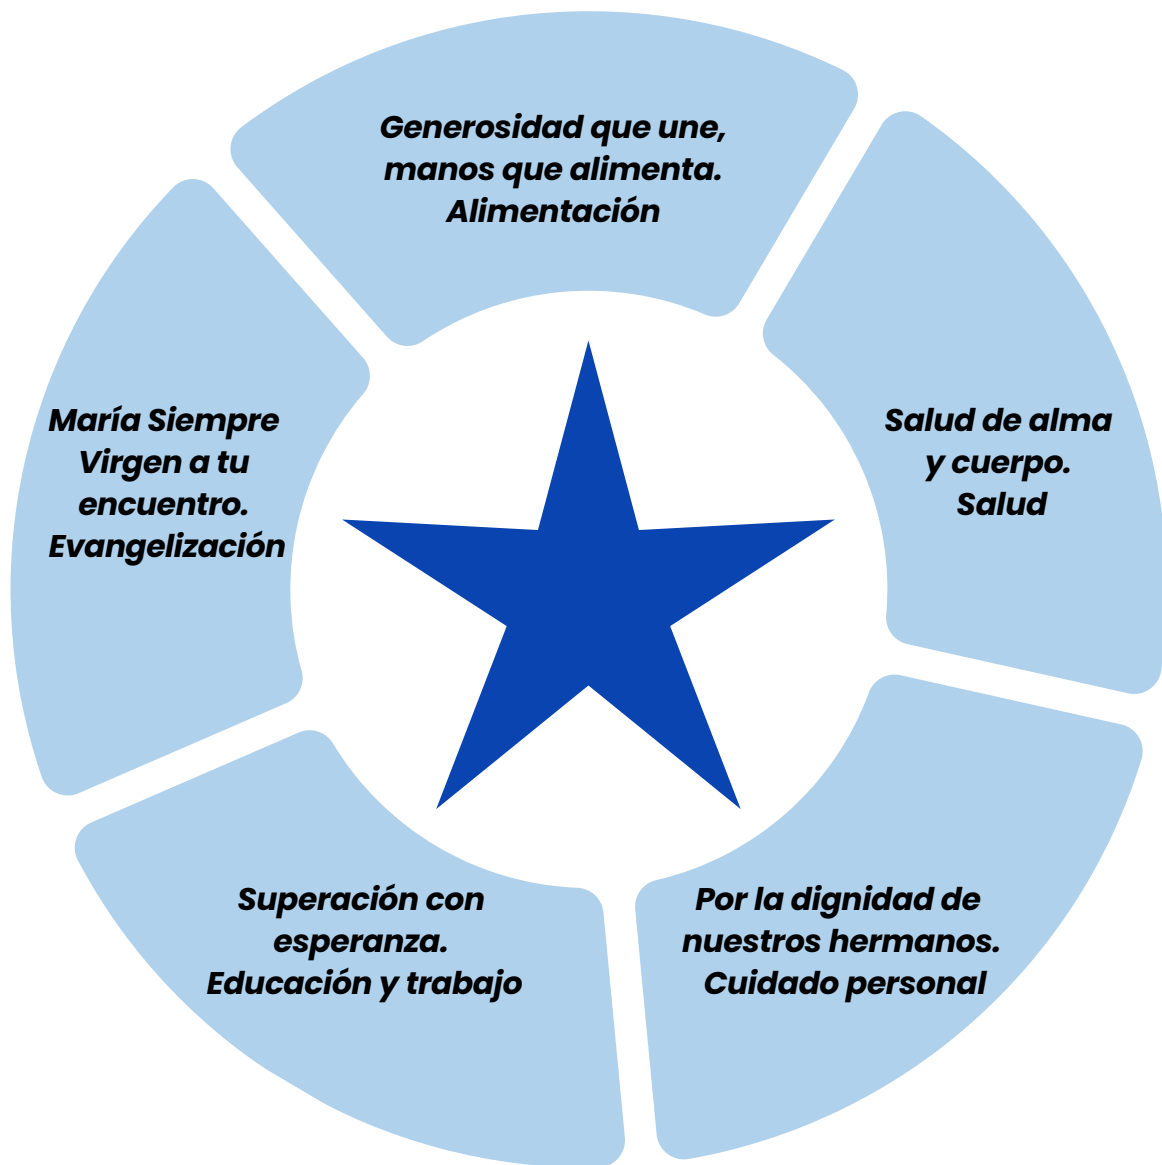 Generosidad que une,
manos que alimenta.
Alimentación
Salud de alma
y cuerpo.
Salud
Por la dignidad de
nuestros hermanos.
Cuidado personal
Superación con
esperanza.
Educación y trabajo
María Siempre
Virgen a tu
encuentro.
Evangelización